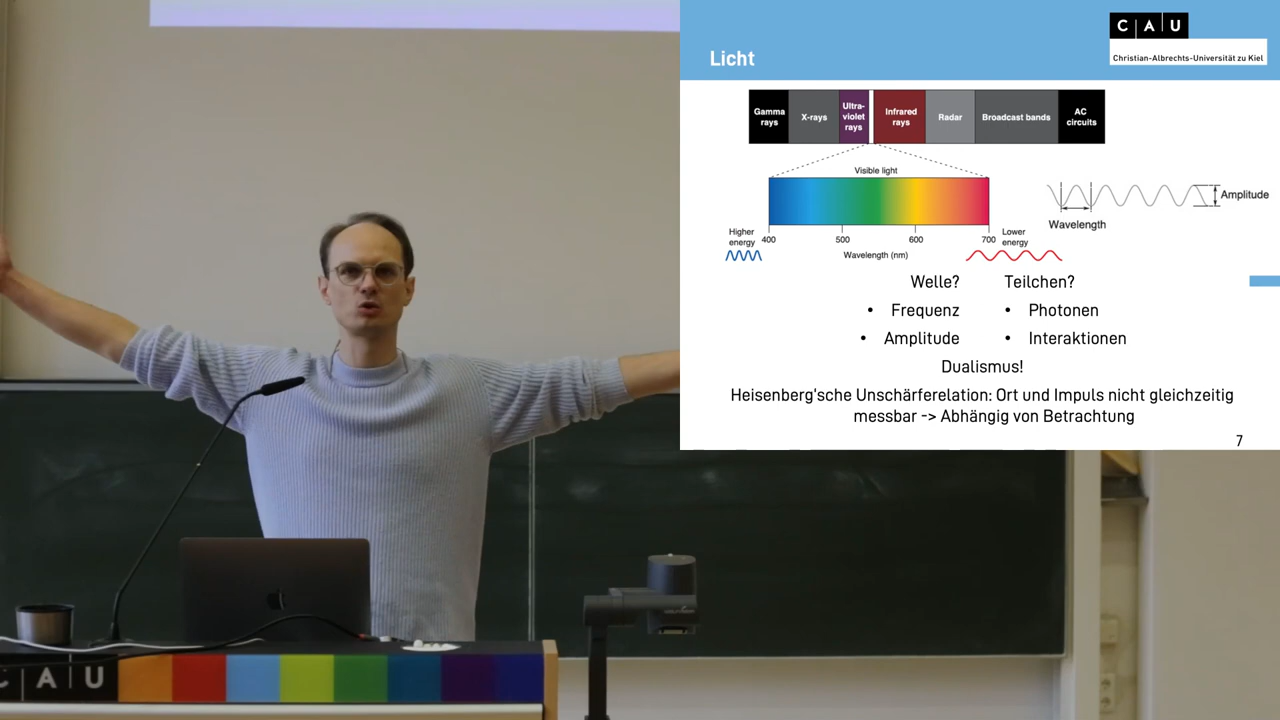 Licht
C A U
Christian-Albrechts-Universität zu Kiel
Gamma rays
X-rays
Ultra-violet rays
Infrared rays
Radar
Broadcast bands
AC circuits
Visible light
Amplitude
Wavelength
Higher energy
400
500
600
700
Lower energy
Wavelength (nm)
Welle?
• Frequenz
• Amplitude
Teilchen?
• Photonen
• Interaktionen
Dualismus!
Heisenberg'sche Unschärferelation: Ort und Impuls nicht gleichzeitig
messbar -> Abhängig von Betrachtung
7
C A U